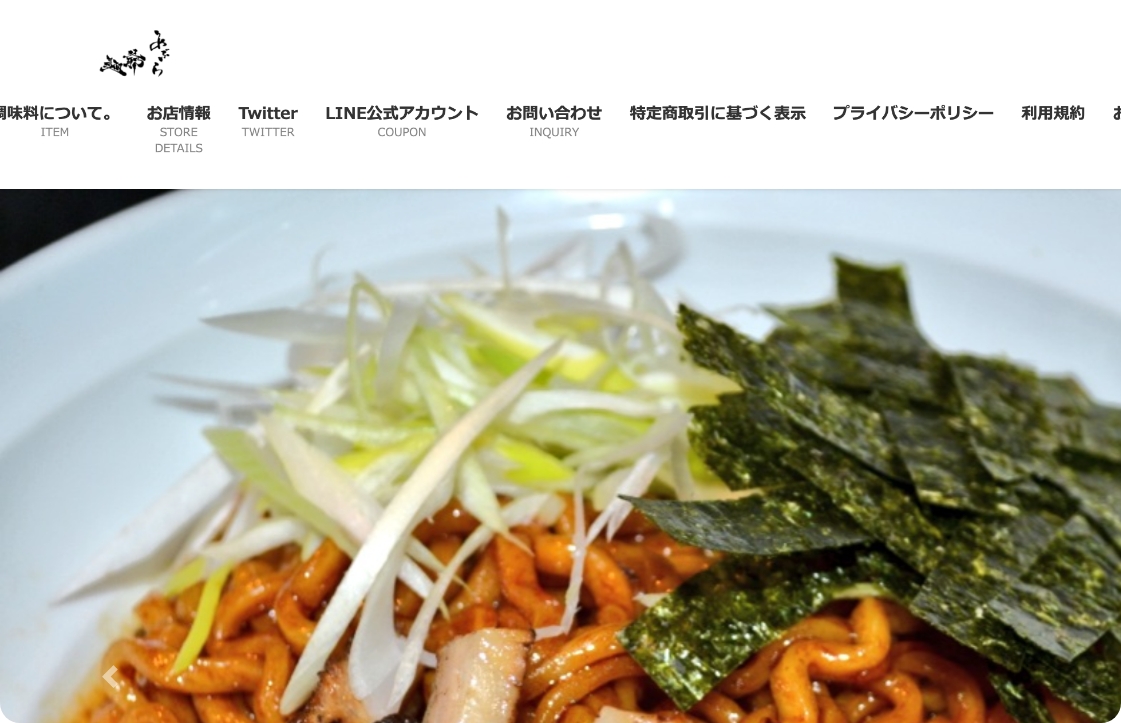 味料について。
ITEM
お店情報
STORE
DETAILS
Twitter
TWITTER
LINE公式アカウント
COUPON
お問い合わせ
INQUIRY
特定商取引に基づく表示
プライバシーポリシー
利用規約